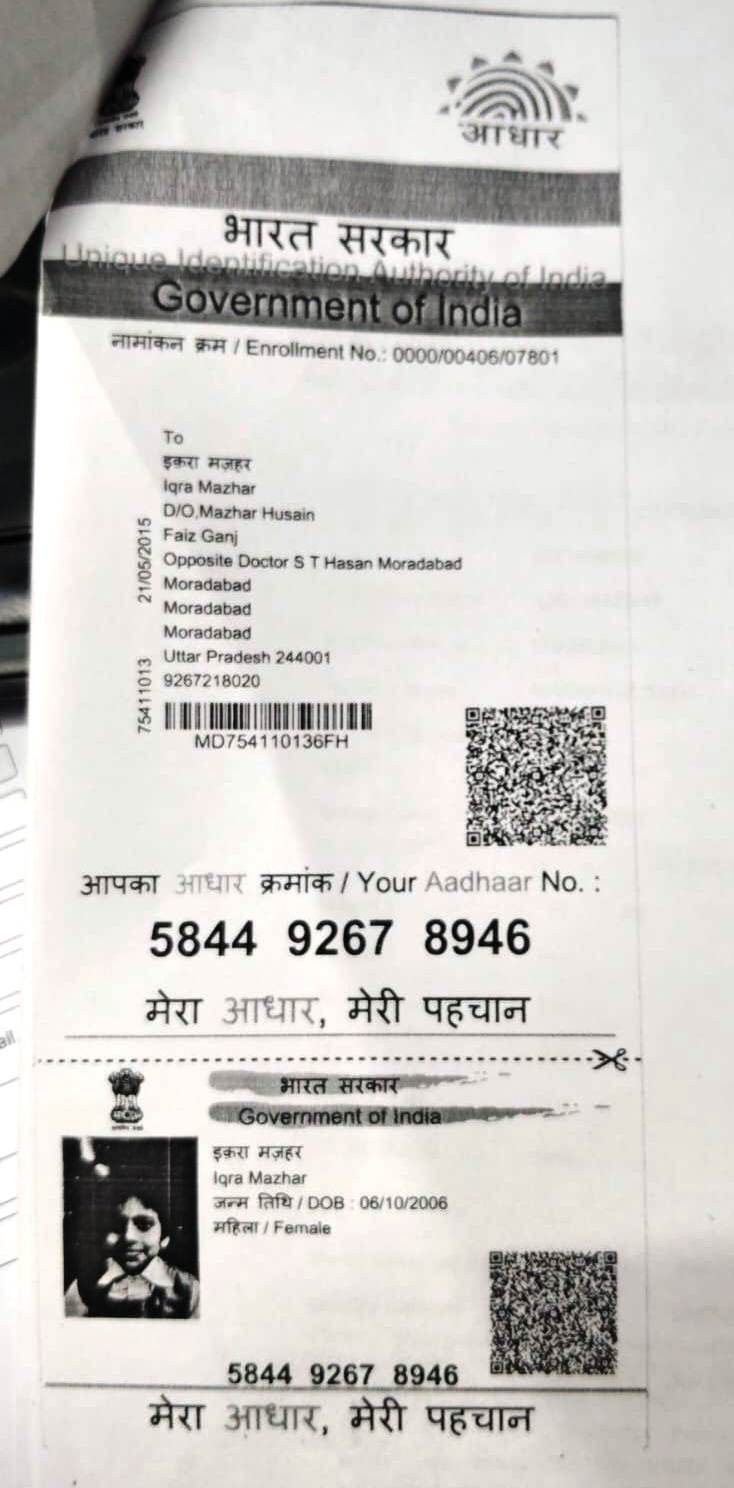 आधार
भारत सरकार
Unique Identification Authority of India
Government of India
नामांकन क्रम / Enrollment No.: 0000/00406/07801
To
इक़रा मज़हर
Iqra Mazhar
D/O,Mazhar Husain
Faiz Ganj
Opposite Doctor S T Hasan Moradabad
Moradabad
Moradabad
Moradabad
Uttar Pradesh 244001
9267218020
21/05/2015
75411013
MD754110136FH
आपका आधार क्रमांक / Your Aadhaar No. :
5844 9267 8946
मेरा आधार, मेरी पहचान
भारत सरकार
Government of India
इक़रा मज़हर
Iqra Mazhar
जन्म तिथि / DOB : 06/10/2006
महिला / Female
5844 9267 8946
मेरा आधार, मेरी पहचान